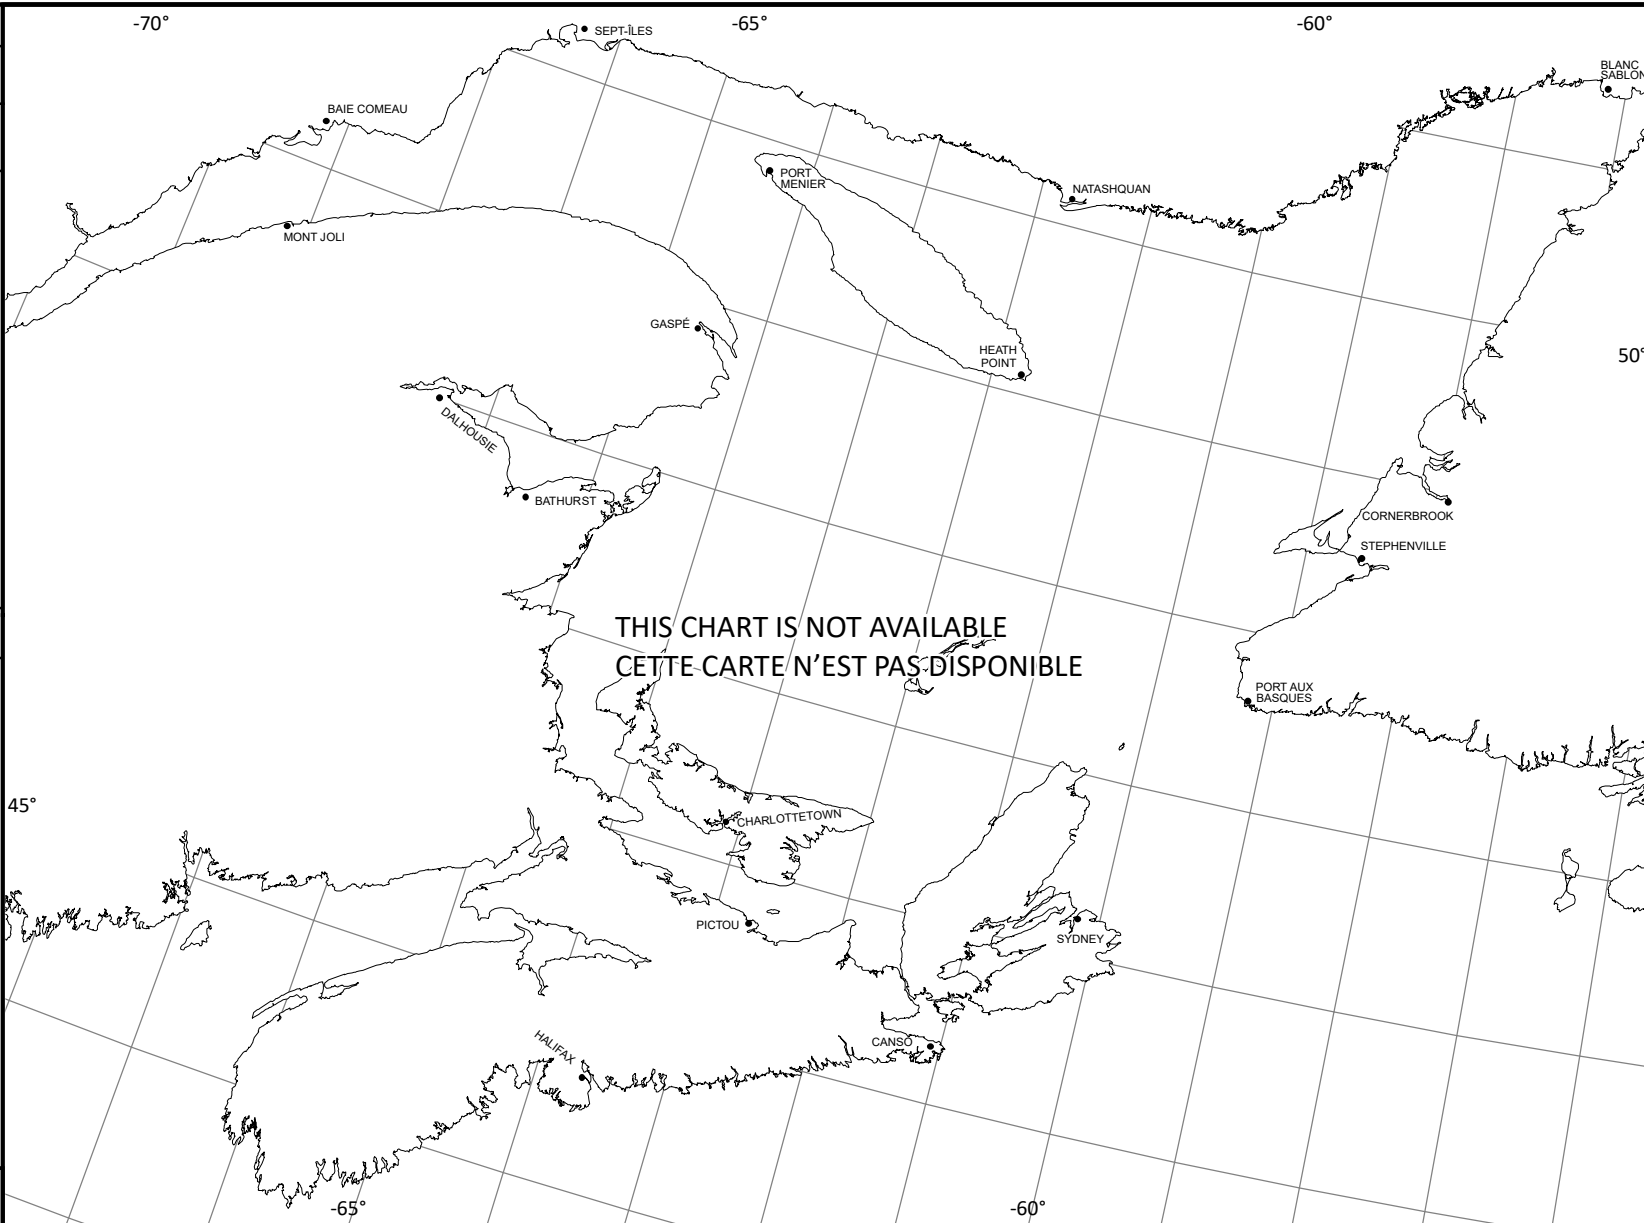 -70°
-65°
-60°
SEPT-ÎLES
BLANC
SABLON
BAIE COMEAU
PORT
MENIER
NATASHQUAN
MONT JOLI
GASPÉ
HEATH
POINT
50°
DALHOUSIE
BATHURST
CORNERBROOK
STEPHENVILLE
THIS CHART IS NOT AVAILABLE
CETTE CARTE N'EST PAS DISPONIBLE
PORT AUX
BASQUES
45°
CHARLOTTETOWN
PICTOU
SYDNEY
HALIFAX
CANSO
-65°
-60°